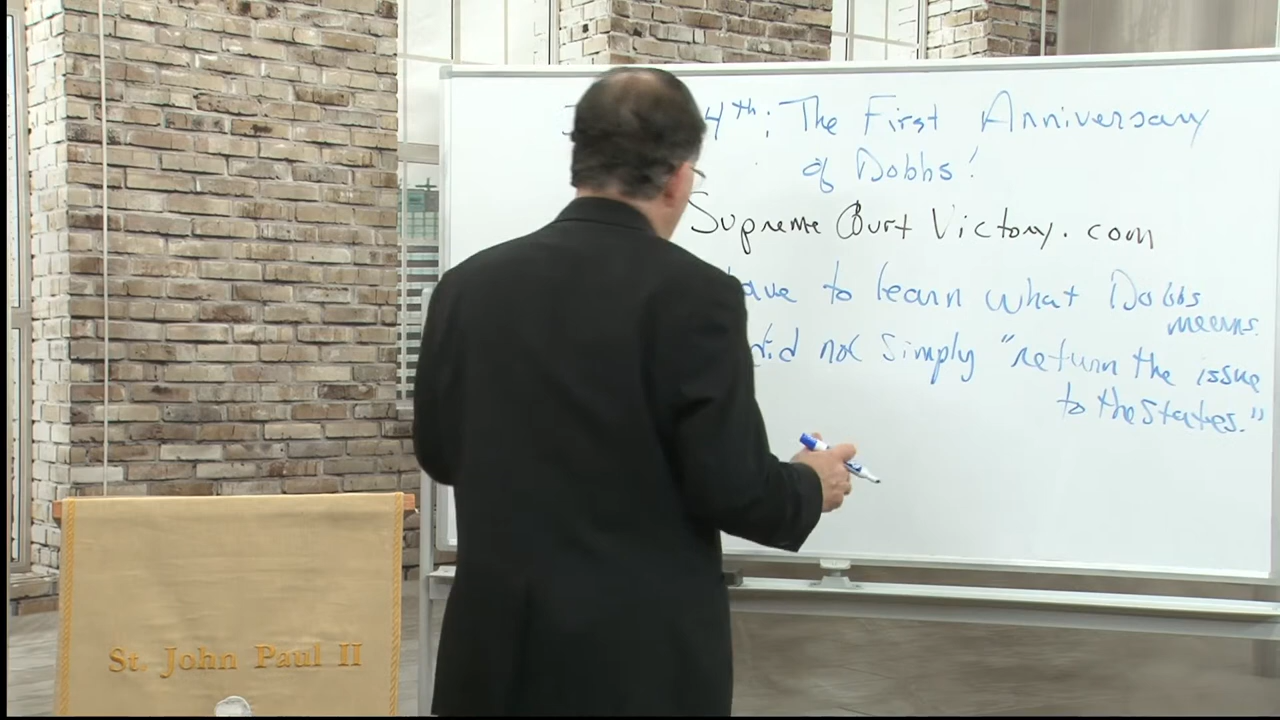 4th: The First Anniversary
of Dobbs!
Supreme Court Victory.com
to learn what Dobbs
means.
did not simply "return the issue
to the states."
St. John Paul II